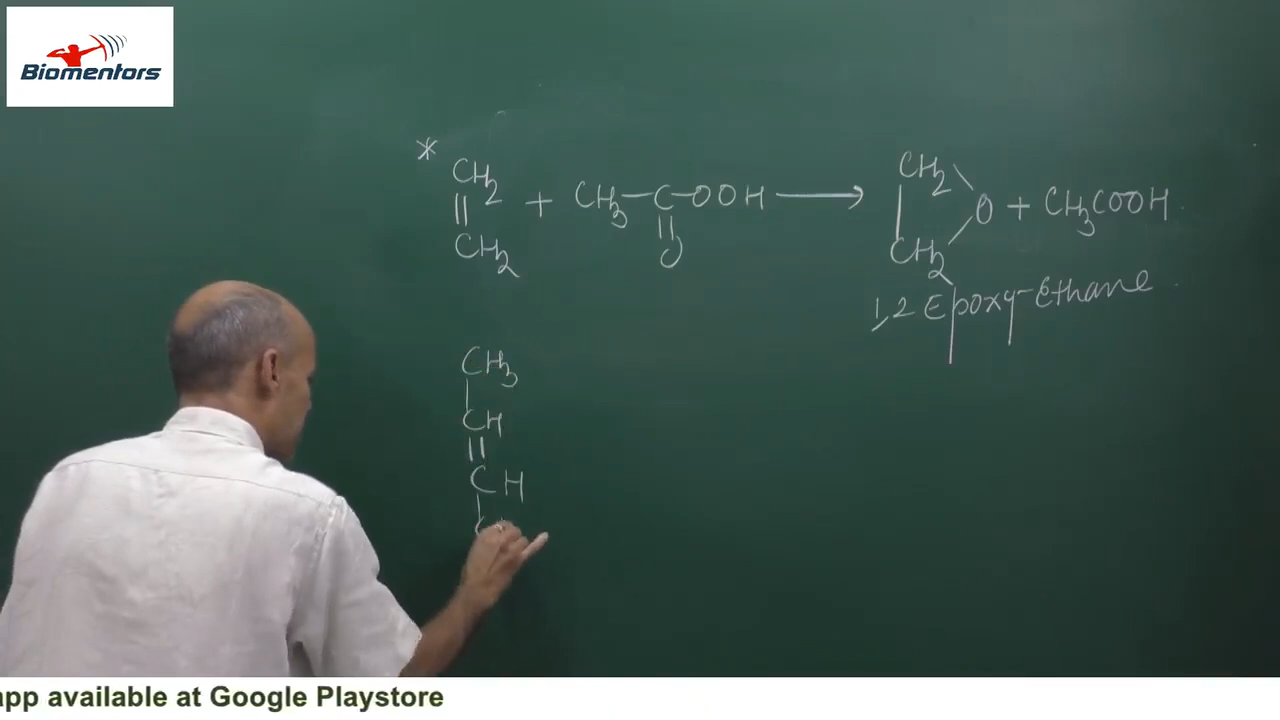 Biomentors
*
CH2 || CH2 + CH3—C(=O)—OOH ⟶ CH2 | CH2 \ / O + CH3COOH
1,2 Epoxy-Ethane
CH3
|
CH
||
CH
|
app available at Google Playstore